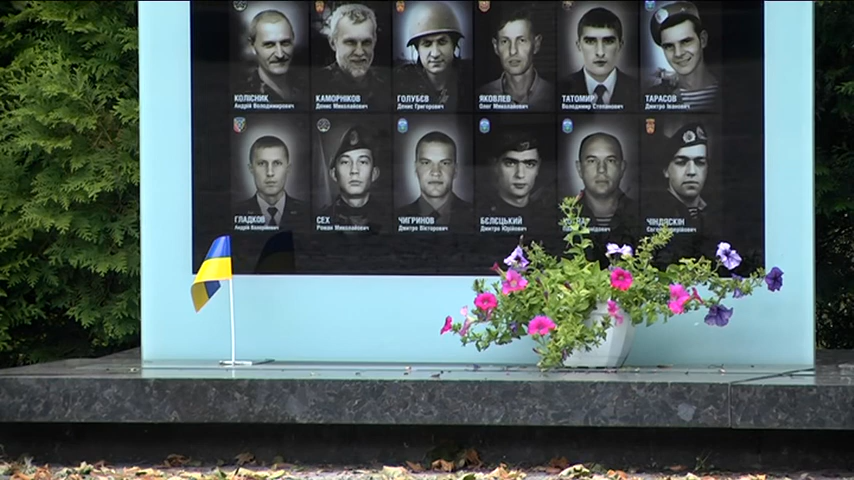 КОЛІСНИК
Андрій Володимирович
КАМОРНІКОВ
Денис Миколайович
ГОЛУБЄВ
Денис Григорович
ЯКОВЛЕВ
Олег Миколайович
ТАТОМИР
Володимир Степанович
ТАРАСОВ
Дмитро Іванович
ГЛАДКОВ
Андрій Валерійович
СЕХ
Роман Миколайович
ЧИГРИНОВ
Дмитро Вікторович
БЄЛЄЦЬКИЙ
Дмитро Юрійович
ЧІНДЯСКІН